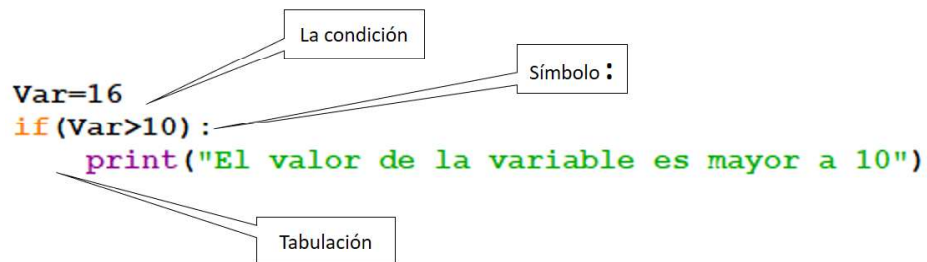 La condición
Símbolo :
Var=16
if(Var>10):
    print("El valor de la variable es mayor a 10")
Tabulación